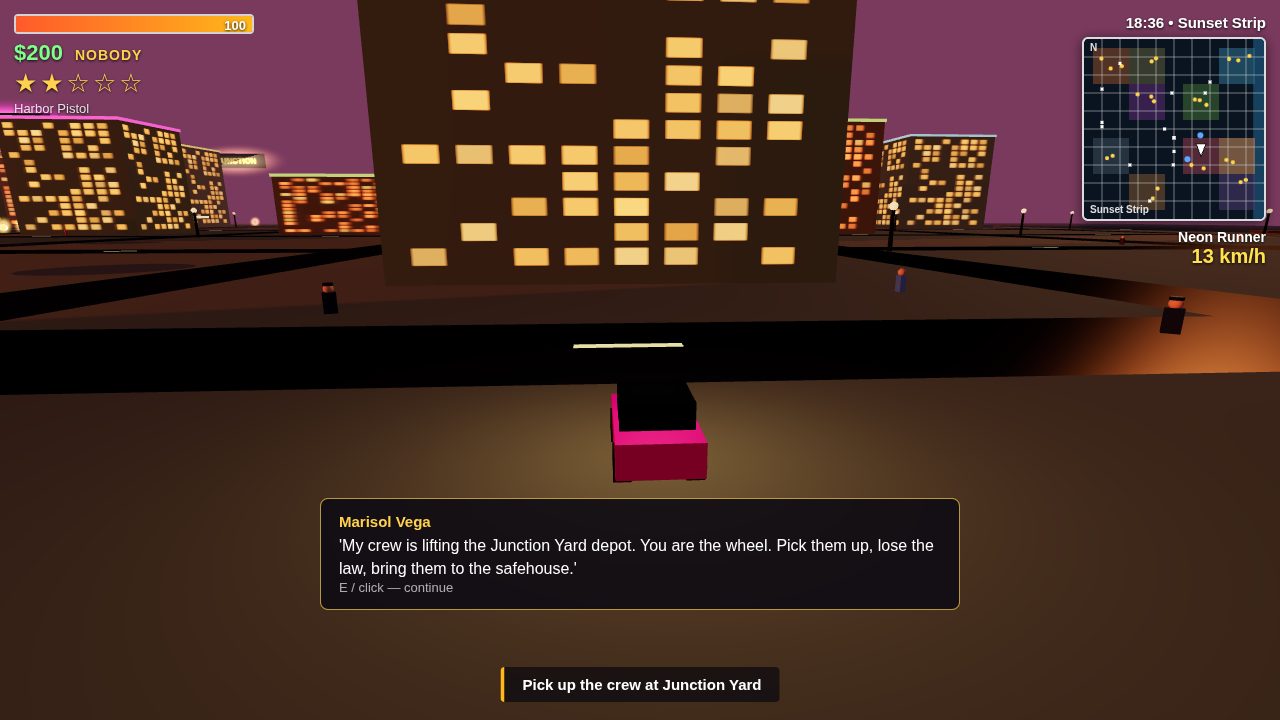 100
$200 NOBODY
★★☆☆☆
Harbor Pistol
18:36 • Sunset Strip
N
Sunset Strip
Neon Runner
13 km/h
Marisol Vega
'My crew is lifting the Junction Yard depot. You are the wheel. Pick them up, lose the
law, bring them to the safehouse.'
E / click — continue
Pick up the crew at Junction Yard